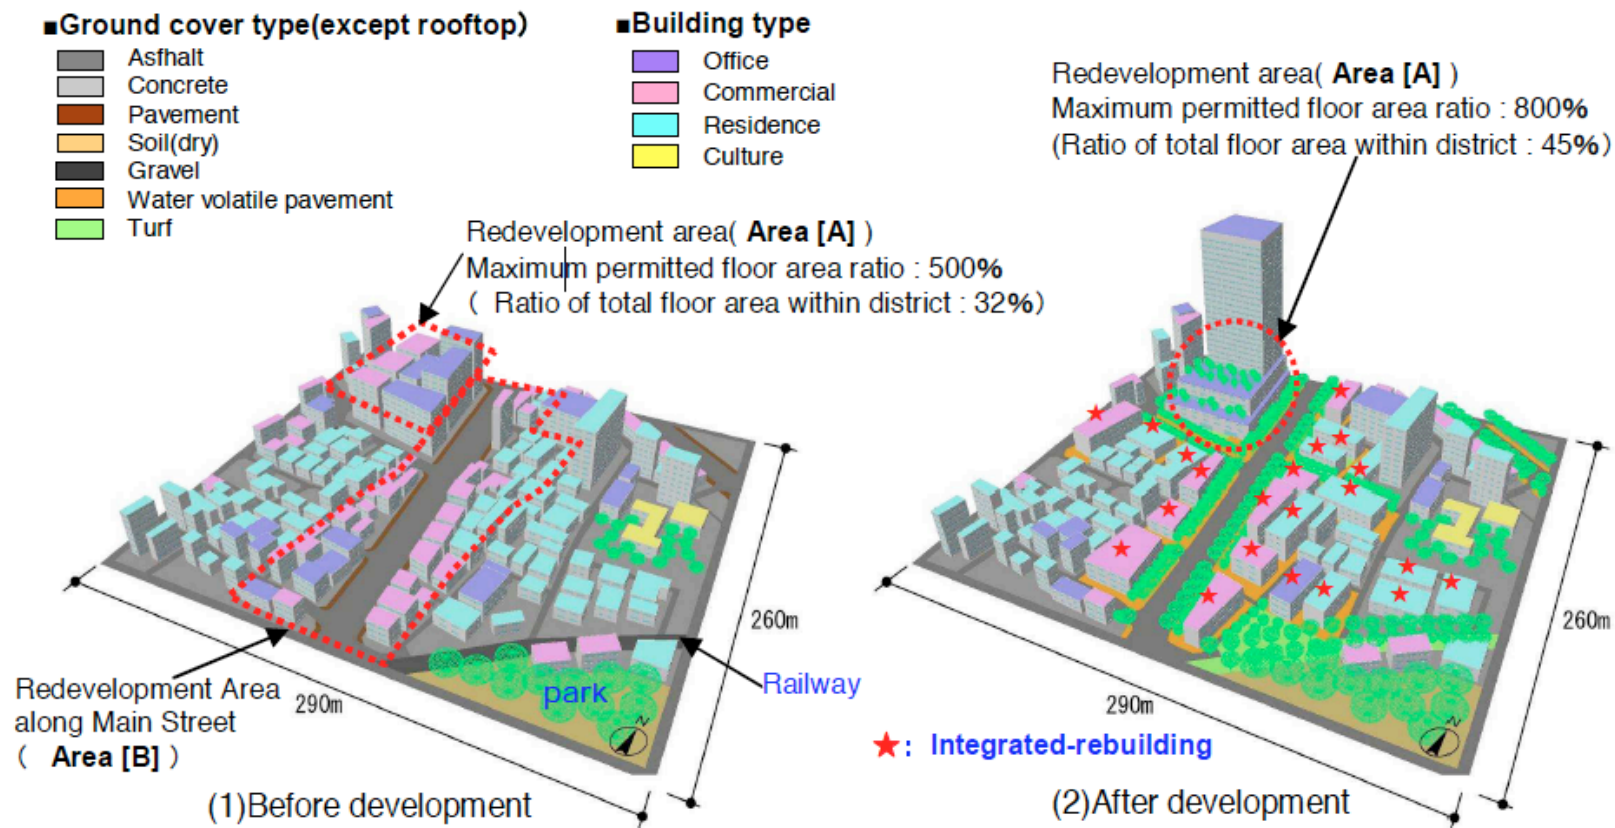 ■Ground cover type(except rooftop)
Asfhalt
Concrete
Pavement
Soil(dry)
Gravel
Water volatile pavement
Turf
■Building type
Office
Commercial
Residence
Culture
Redevelopment area( Area [A] )
Maximum permitted floor area ratio : 500%
( Ratio of total floor area within district : 32%)
Redevelopment area( Area [A] )
Maximum permitted floor area ratio : 800%
(Ratio of total floor area within district : 45%)
260m
290m
park
Railway
N
Redevelopment Area
along Main Street
( Area [B] )
(1)Before development
260m
290m
N
★: Integrated-rebuilding
(2)After development